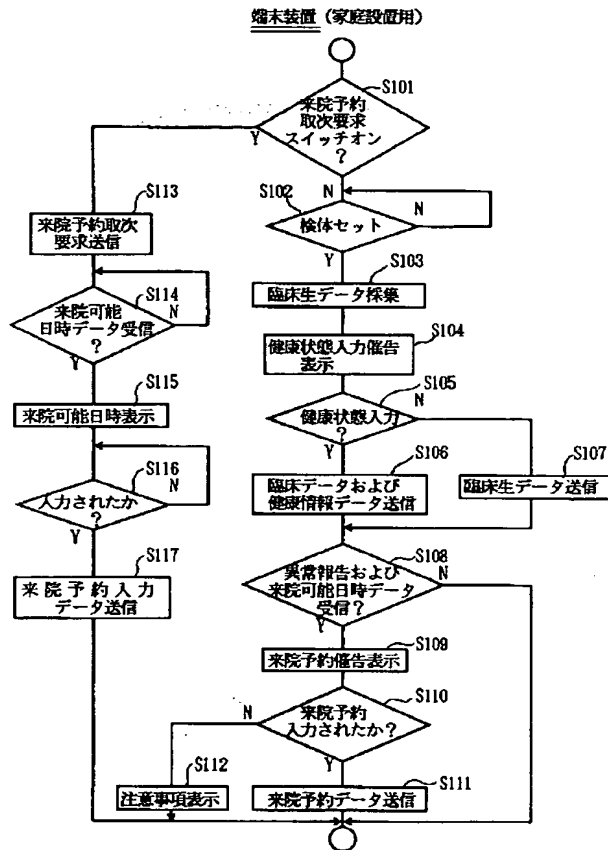 端末装置(家庭設置用)
S101
来院予約
取次要求
スイッチオン
?
Y
N
S113
来院予約取次
要求送信
S102
検体セット
N
Y
S114
来院可能
日時データ受信
?
N
Y
S103
臨床生データ採集
S104
健康状態入力催告
表示
S115
来院可能日時表示
S105
健康状態入力
?
N
Y
S116
入力されたか
?
N
Y
S106
臨床データおよび
健康情報データ送信
S107
臨床生データ送信
S117
来院予約入力
データ送信
S108
異常報告および
来院可能日時データ
受信?
N
Y
S109
来院予約催告表示
S110
来院予約
入力されたか?
N
Y
S112
注意事項表示
S111
来院予約データ送信